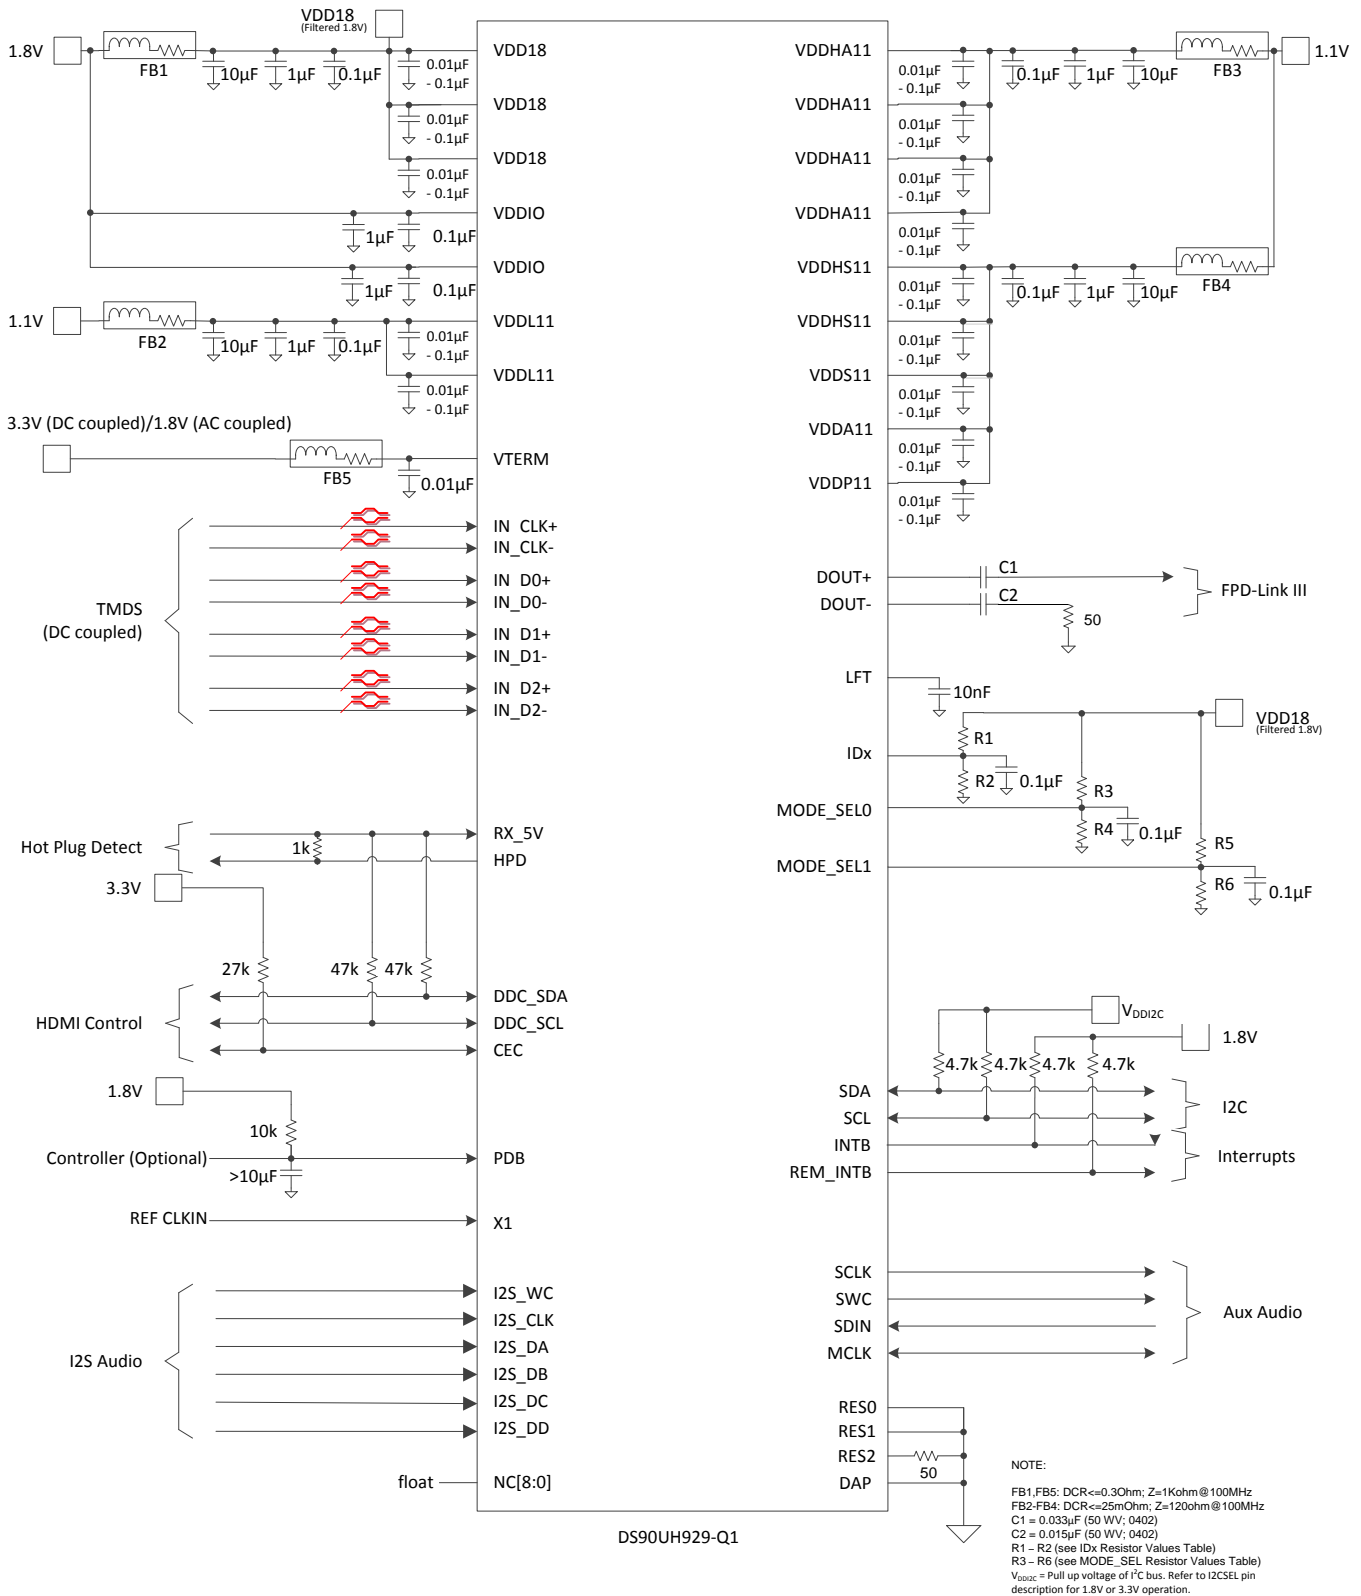 VDD18
(Filtered 1.8V)
1.8V
FB1
10µF
1µF
0.1µF
0.01µF
- 0.1µF
VDD18
0.01µF
- 0.1µF
VDD18
0.01µF
- 0.1µF
VDD18
1µF
0.1µF
VDDIO
1µF
0.1µF
VDDIO
1.1V
FB2
10µF
1µF
0.1µF
0.01µF
- 0.1µF
VDDL11
0.01µF
- 0.1µF
VDDL11
3.3V (DC coupled)/1.8V (AC coupled)
FB5
0.01µF
VTERM
TMDS
(DC coupled)
IN_CLK+
IN_CLK-
IN_D0+
IN_D0-
IN_D1+
IN_D1-
IN_D2+
IN_D2-
Hot Plug Detect
1k
RX_5V
HPD
3.3V
27k
47k
47k
HDMI Control
DDC_SDA
DDC_SCL
CEC
1.8V
10k
Controller (Optional)
>10µF
PDB
REF CLKIN
X1
I2S Audio
I2S_WC
I2S_CLK
I2S_DA
I2S_DB
I2S_DC
I2S_DD
float
NC[8:0]
DS90UH929-Q1
VDDHA11
0.01µF
- 0.1µF
0.1µF
1µF
10µF
FB3
1.1V
VDDHA11
0.01µF
- 0.1µF
VDDHA11
0.01µF
- 0.1µF
VDDHA11
0.01µF
- 0.1µF
VDDHS11
0.01µF
- 0.1µF
0.1µF
1µF
10µF
FB4
VDDHS11
0.01µF
- 0.1µF
VDDS11
0.01µF
- 0.1µF
VDDA11
0.01µF
- 0.1µF
VDDP11
0.01µF
- 0.1µF
DOUT+
C1
DOUT-
C2
50
FPD-Link III
LFT
10nF
VDD18
(Filtered 1.8V)
IDx
R1
R2
0.1µF
MODE_SEL0
R3
R4
0.1µF
MODE_SEL1
R5
R6
0.1µF
VDDI2C
1.8V
4.7k
4.7k
4.7k
4.7k
SDA
SCL
I2C
INTB
REM_INTB
Interrupts
SCLK
SWC
SDIN
MCLK
Aux Audio
RES0
RES1
RES2
50
DAP
NOTE:
FB1,FB5: DCR<=0.3Ohm; Z=1Kohm@100MHz
FB2-FB4: DCR<=25mOhm; Z=120ohm@100MHz
C1 = 0.033µF (50 WV; 0402)
C2 = 0.015µF (50 WV; 0402)
R1 – R2 (see IDx Resistor Values Table)
R3 – R6 (see MODE_SEL Resistor Values Table)
VDDI2C = Pull up voltage of I²C bus. Refer to I2CSEL pin
description for 1.8V or 3.3V operation.